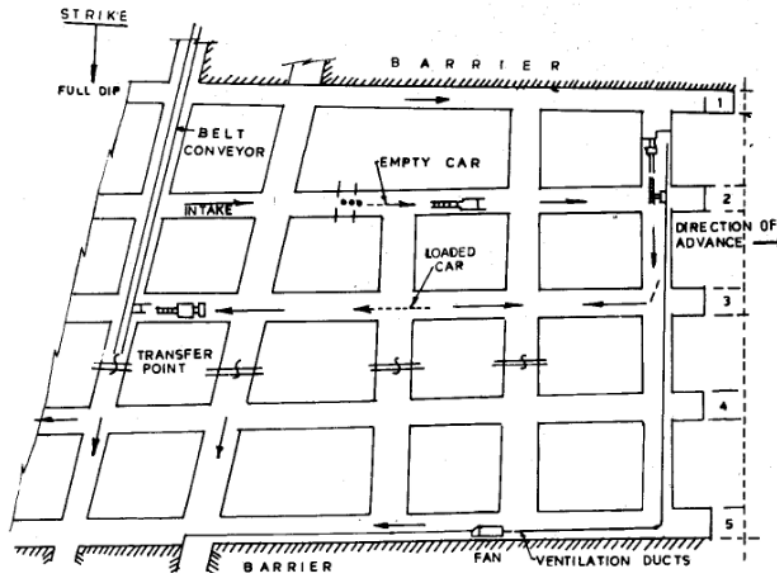 STRIKE
BARRIER
FULL DIP
1
BELT
CONVEYOR
EMPTY CAR
INTAKE
2
DIRECTION OF
ADVANCE
LOADED
CAR
3
TRANSFER
POINT
4
5
BARRIER
FAN
VENTILATION DUCTS